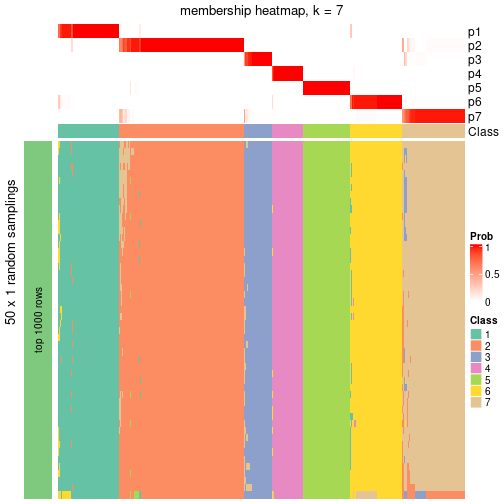 membership heatmap, k = 7
p1
p2
p3
p4
p5
p6
p7
Class
50 x 1 random samplings
top 1000 rows
Prob
1
0.5
0
Class
1
2
3
4
5
6
7